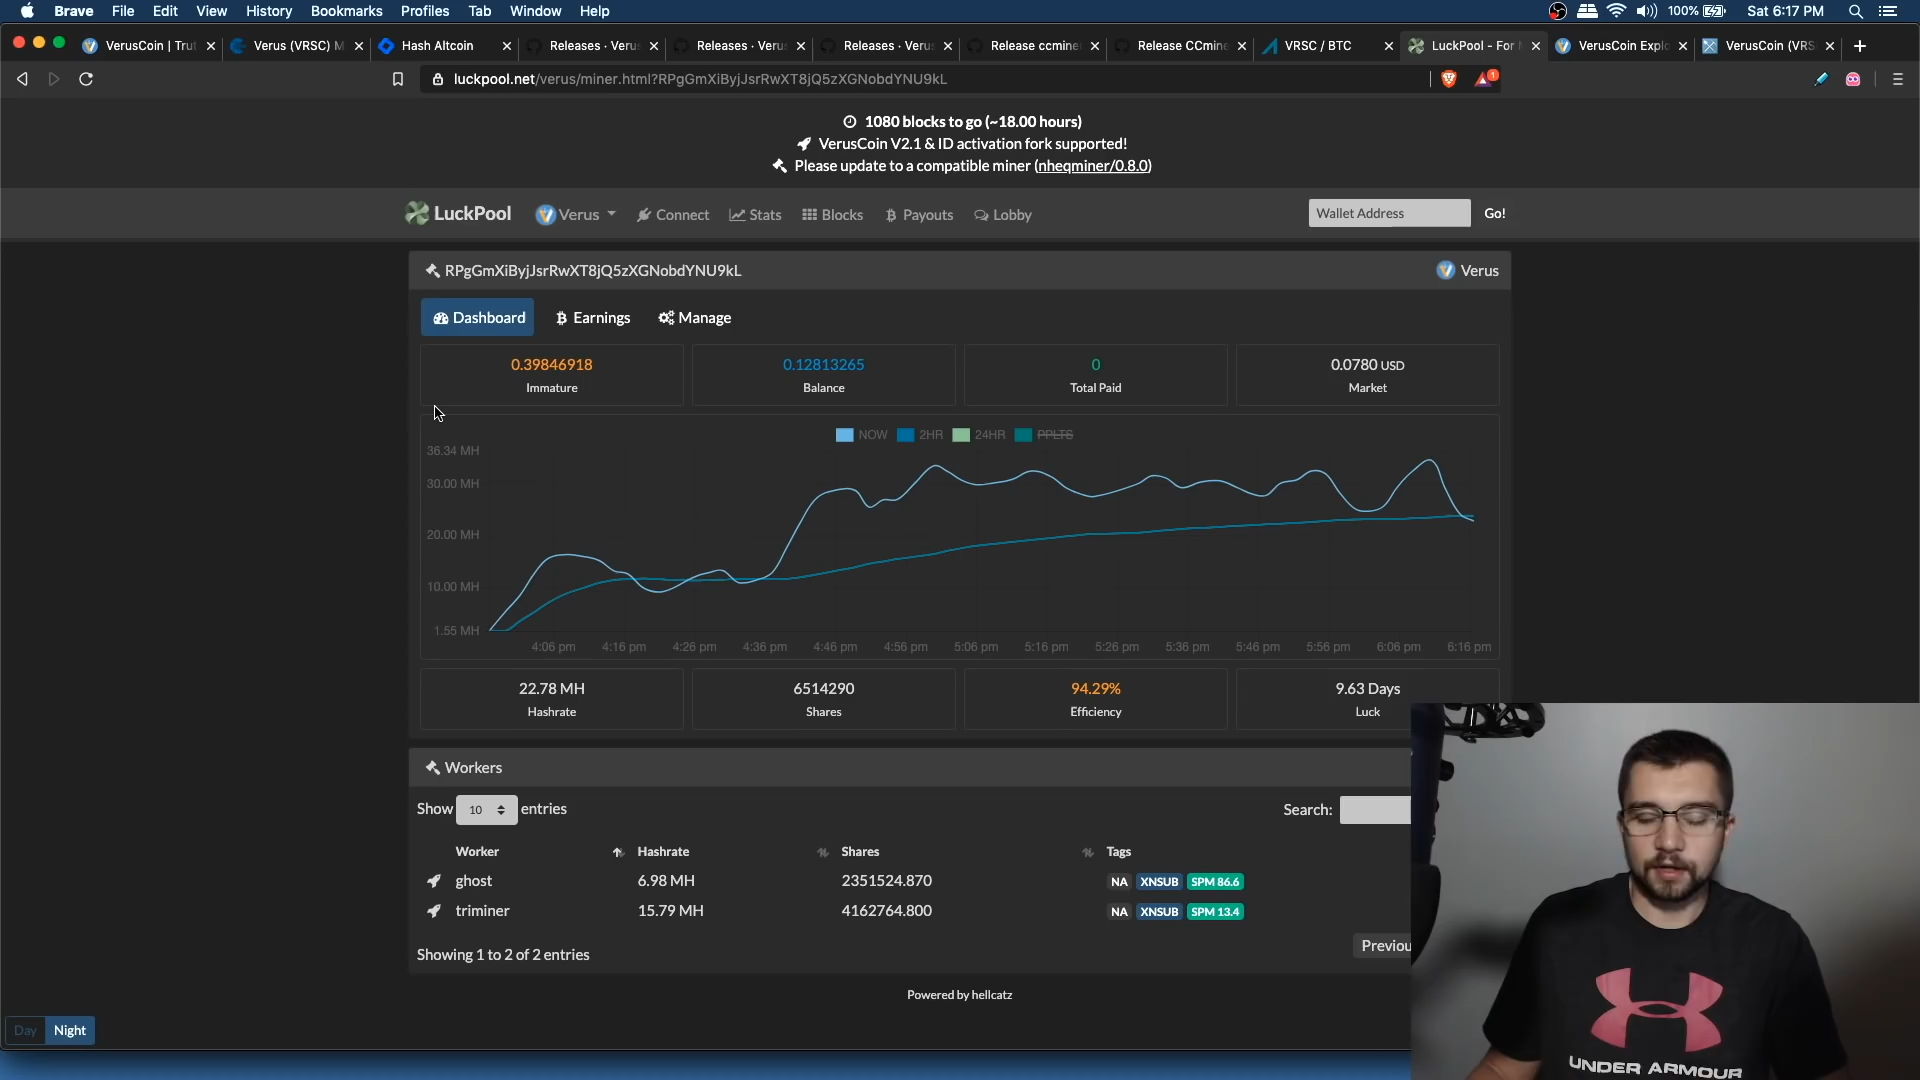 Brave File Edit View History Bookmarks Profiles Tab Window Help 100% Sat 6:17 PM
VerusCoin | Trut Verus (VRSC) M Hash Altcoin Releases · Verus Releases · Verus Releases · Verus Release ccmine Release CCmine VRSC / BTC LuckPool - For M VerusCoin Explo VerusCoin (VRS
luckpool.net/verus/miner.html?RPgGmXiByjJsrRwXT8jQ5zXGNobdYNU9kL 1
1080 blocks to go (~18.00 hours)
VerusCoin V2.1 & ID activation fork supported!
Please update to a compatible miner (nheqminer/0.8.0)
LuckPool Verus Connect Stats Blocks Payouts Lobby Wallet Address Go!
RPgGmXiByjJsrRwXT8jQ5zXGNobdYNU9kL Verus
Dashboard Earnings Manage
0.39846918 0.12813265 0 0.0780 USD
Immature Balance Total Paid Market
NOW 2HR 24HR PPLTS
36.34 MH
30.00 MH
20.00 MH
10.00 MH
1.55 MH
4:06 pm 4:16 pm 4:26 pm 4:36 pm 4:46 pm 4:56 pm 5:06 pm 5:16 pm 5:26 pm 5:36 pm 5:46 pm 5:56 pm 6:06 pm 6:16 pm
22.78 MH 6514290 94.29% 9.63 Days
Hashrate Shares Efficiency Luck
Workers
Show 10 entries Search:
Worker Hashrate Shares Tags
ghost 6.98 MH 2351524.870 NA XNSUB SPM 86.6
triminer 15.79 MH 4162764.800 NA XNSUB SPM 13.4
Showing 1 to 2 of 2 entries Previou
Powered by hellcatz
Day Night
UNDER ARMOUR